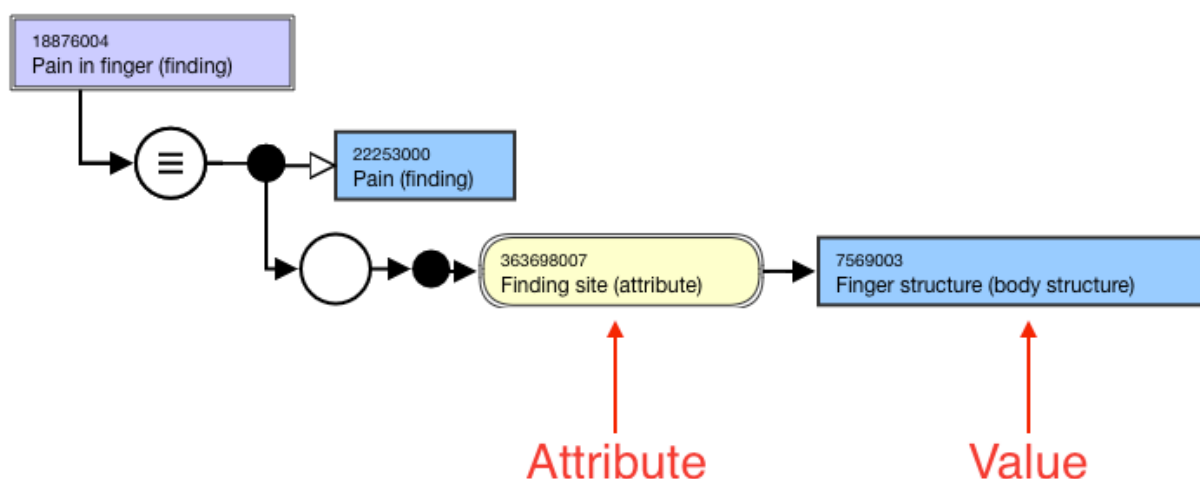 18876004
Pain in finger (finding)
22253000
Pain (finding)
363698007
Finding site (attribute)
7569003
Finger structure (body structure)
Attribute
Value